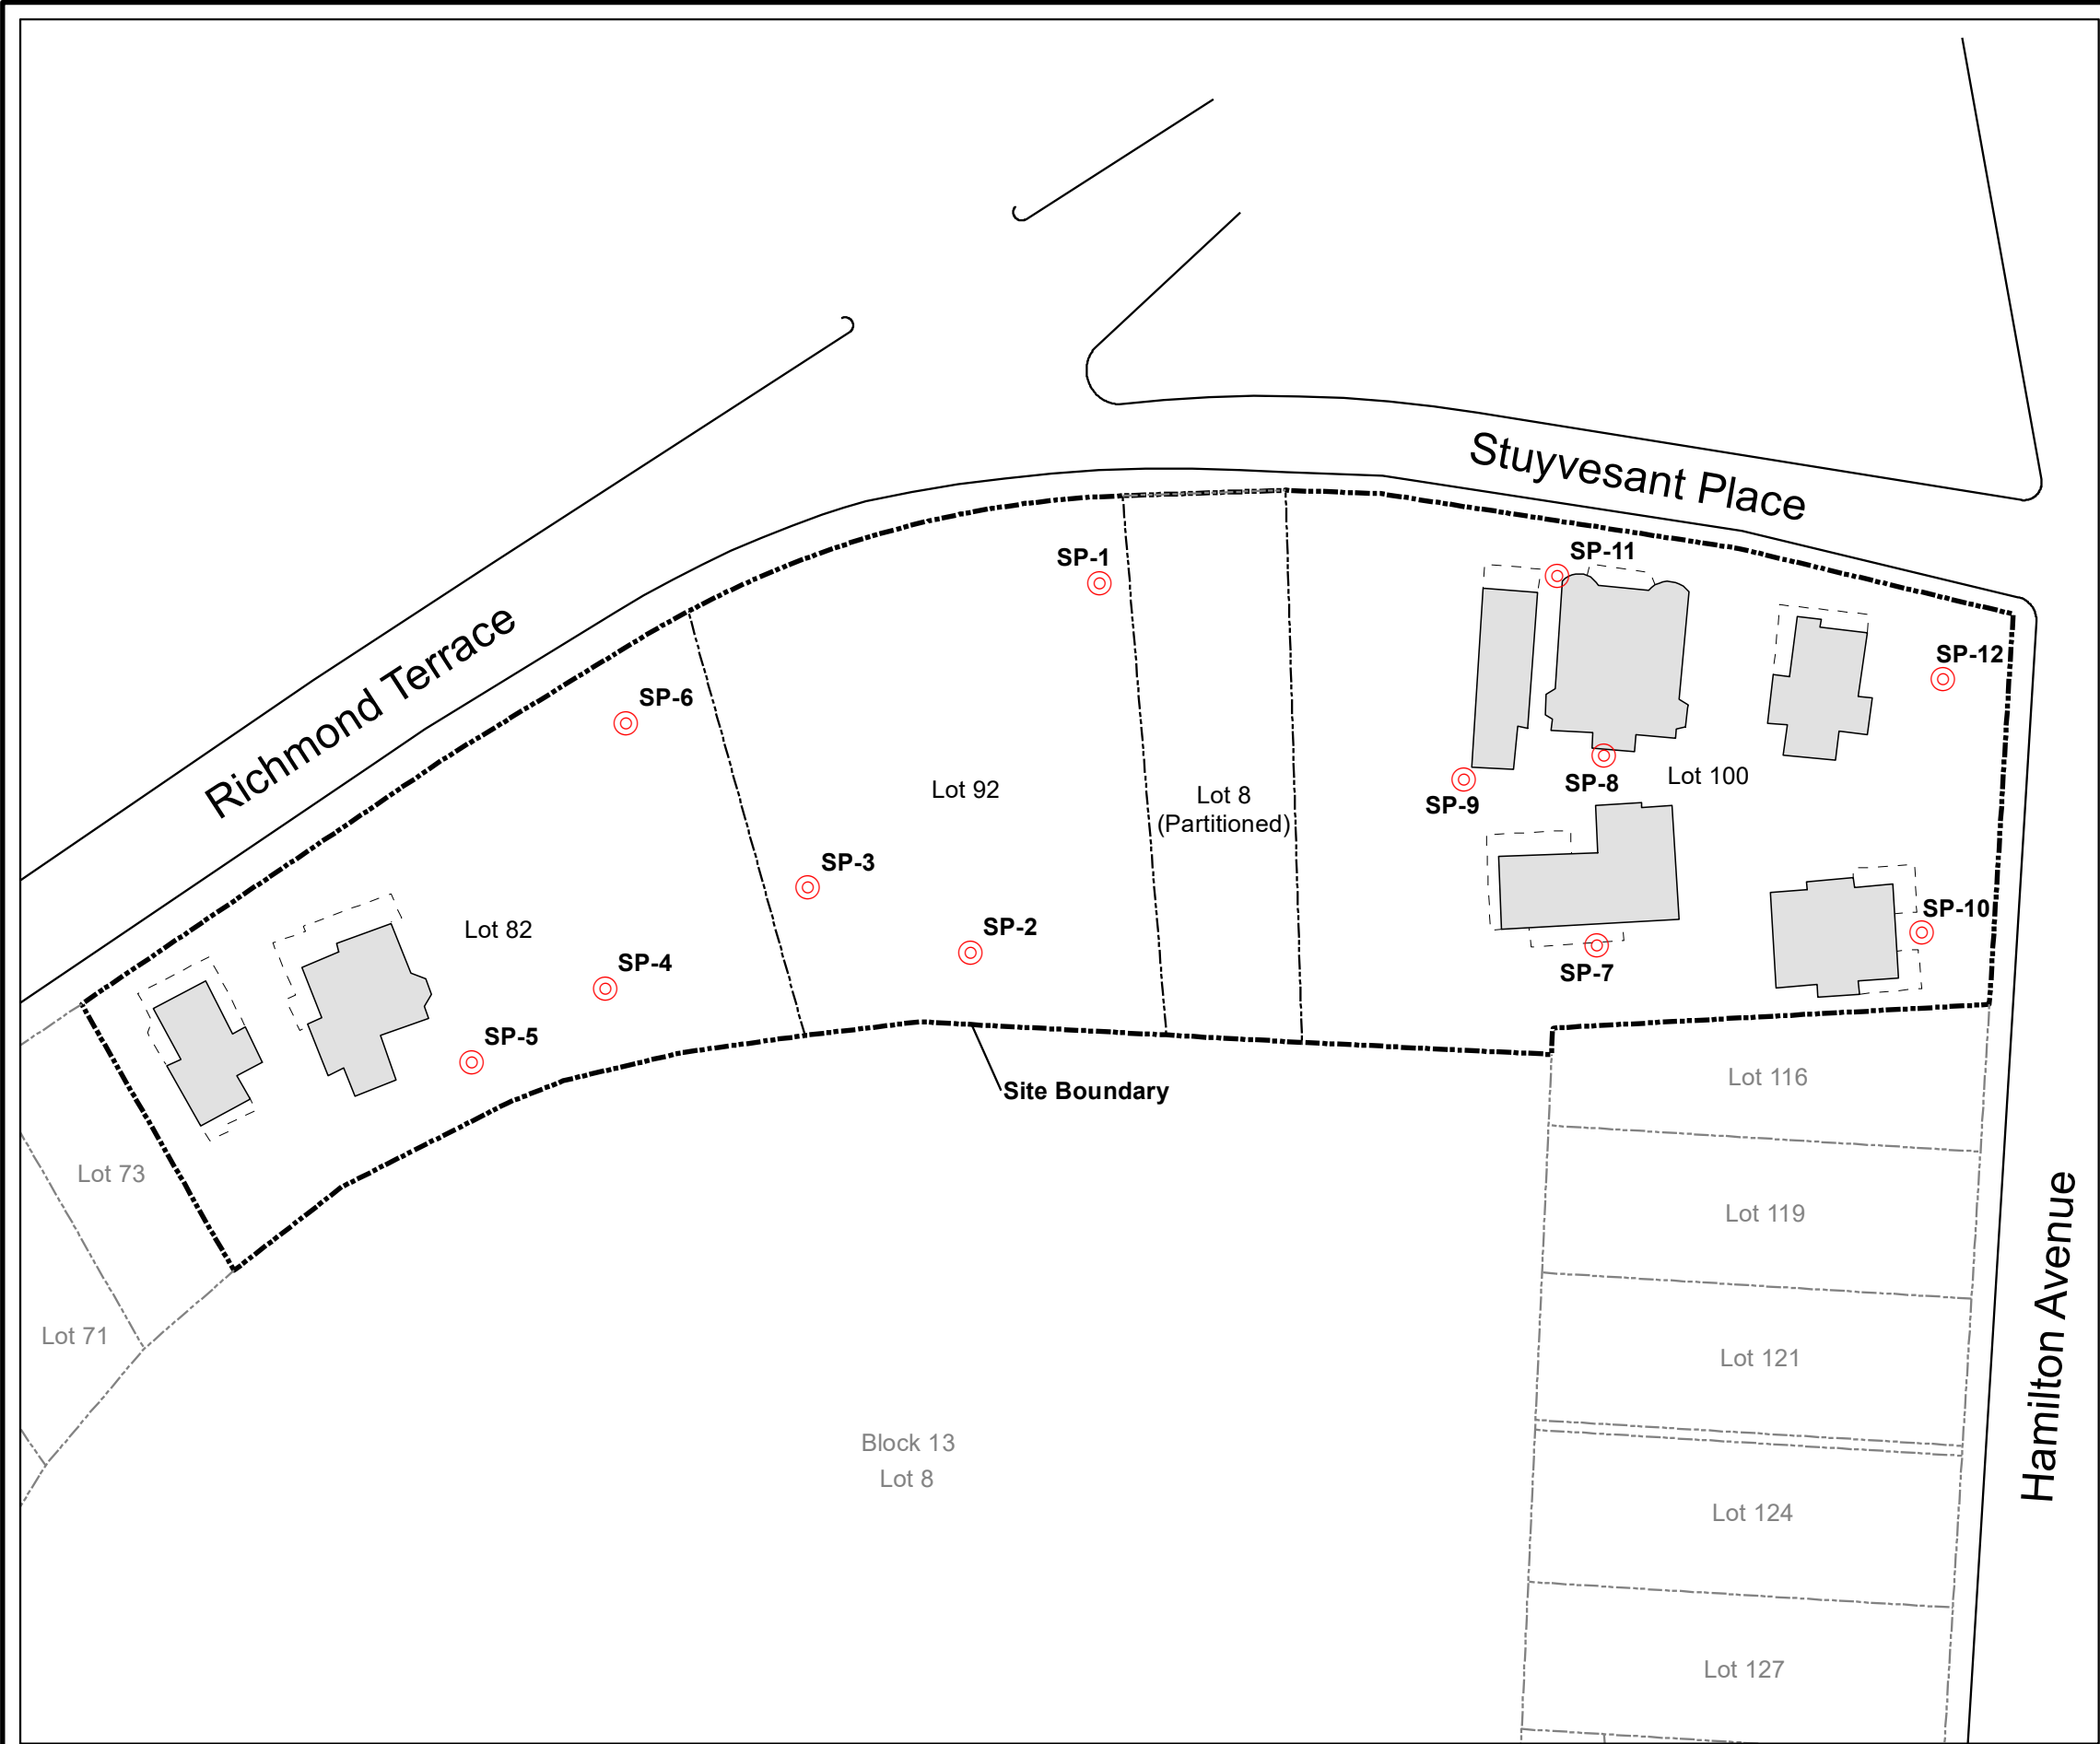 Stuyvesant Place
SP-1
SP-11
Richmond Terrace
SP-12
SP-6
Lot 92
Lot 8
(Partitioned)
SP-8
Lot 100
SP-9
SP-3
Lot 82
SP-2
SP-10
SP-4
SP-7
SP-5
Site Boundary
Lot 116
Lot 73
Lot 119
Hamilton Avenue
Lot 71
Lot 121
Block 13
Lot 8
Lot 124
Lot 127